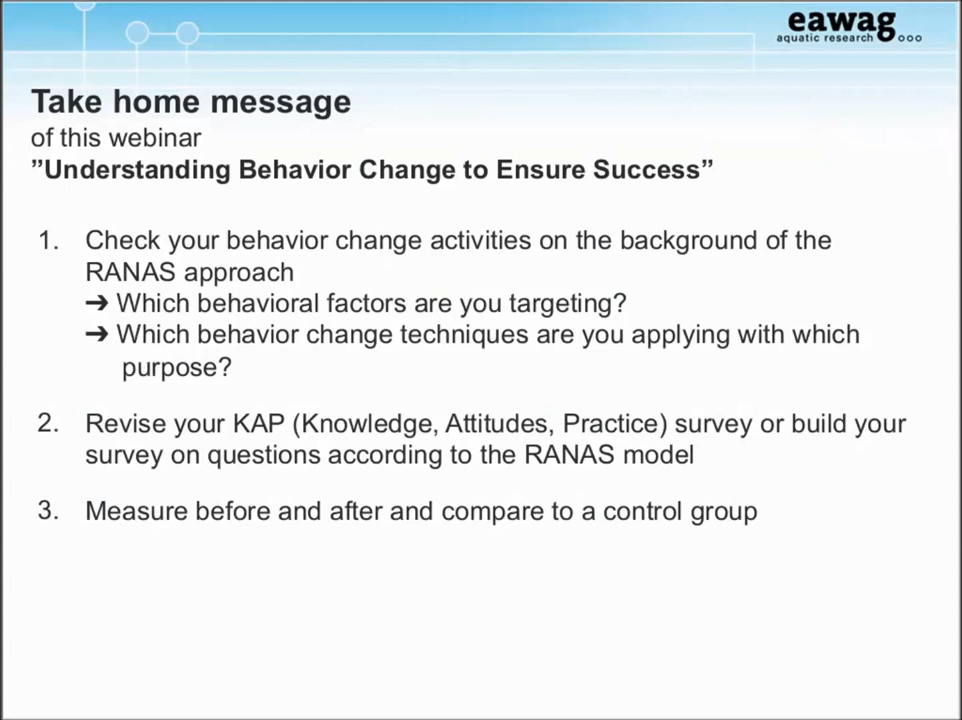 eawag
aquatic research
Take home message
of this webinar
”Understanding Behavior Change to Ensure Success”
1. Check your behavior change activities on the background of the
RANAS approach
➔ Which behavioral factors are you targeting?
➔ Which behavior change techniques are you applying with which
purpose?
2. Revise your KAP (Knowledge, Attitudes, Practice) survey or build your
survey on questions according to the RANAS model
3. Measure before and after and compare to a control group